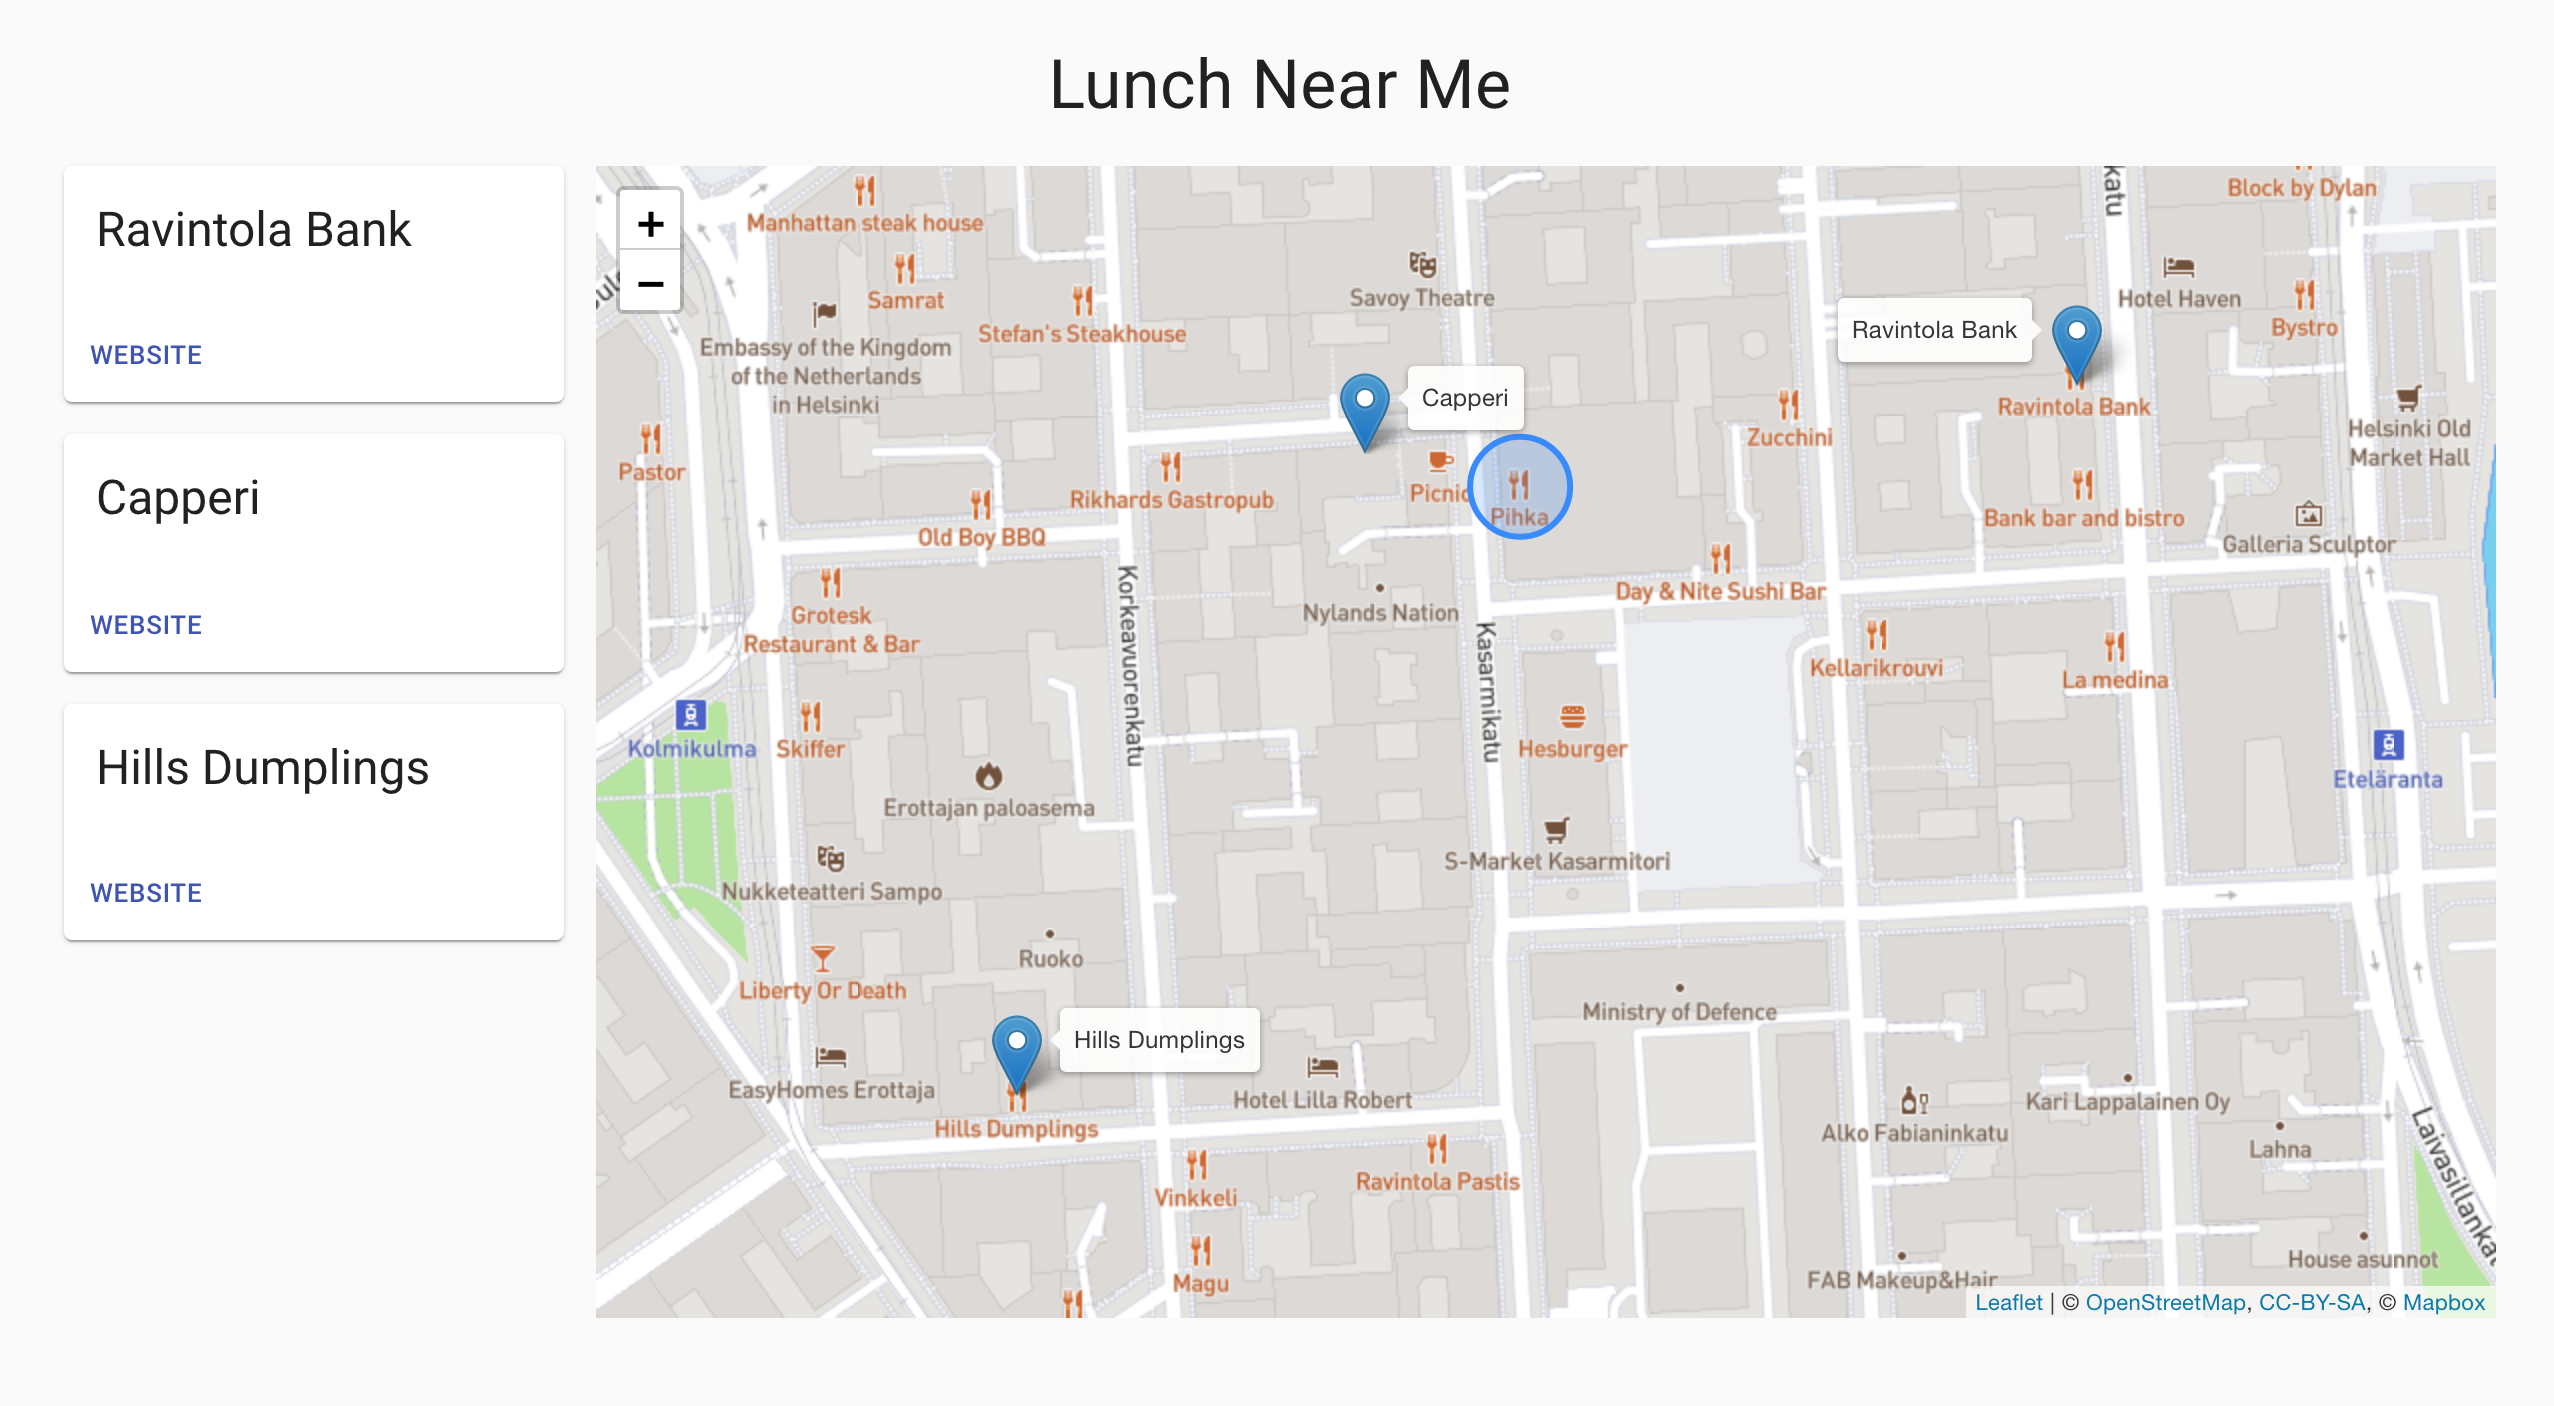 Lunch Near Me
Ravintola Bank
WEBSITE
Capperi
WEBSITE
Hills Dumplings
WEBSITE
+
−
Manhattan steak house
Samrat
Stefan's Steakhouse
Embassy of the Kingdom
of the Netherlands
in Helsinki
Savoy Theatre
Block by Dylan
Hotel Haven
Bystro
Ravintola Bank
Ravintola Bank
Capperi
Zucchini
Helsinki Old
Market Hall
Pastor
Rikhards Gastropub
Picnic
Pihka
Bank bar and bistro
Old Boy BBQ
Galleria Sculptor
Grotesk
Restaurant & Bar
Korkeavuorenkatu
Nylands Nation
Kasarmikatu
Day & Nite Sushi Bar
Kellarikrouvi
La medina
Kolmikulma
Skiffer
Hesburger
Eteläranta
Erottajan paloasema
S-Market Kasarmitori
Nukketeatteri Sampo
Ruoko
Liberty Or Death
Ministry of Defence
Hills Dumplings
EasyHomes Erottaja
Hotel Lilla Robert
Hills Dumplings
Alko Fabianinkatu
Kari Lappalainen Oy
Lahna
Vinkkeli
Ravintola Pastis
Magu
House asunnot
FAB Makeup&Hair
Leaflet | © OpenStreetMap, CC-BY-SA, © Mapbox